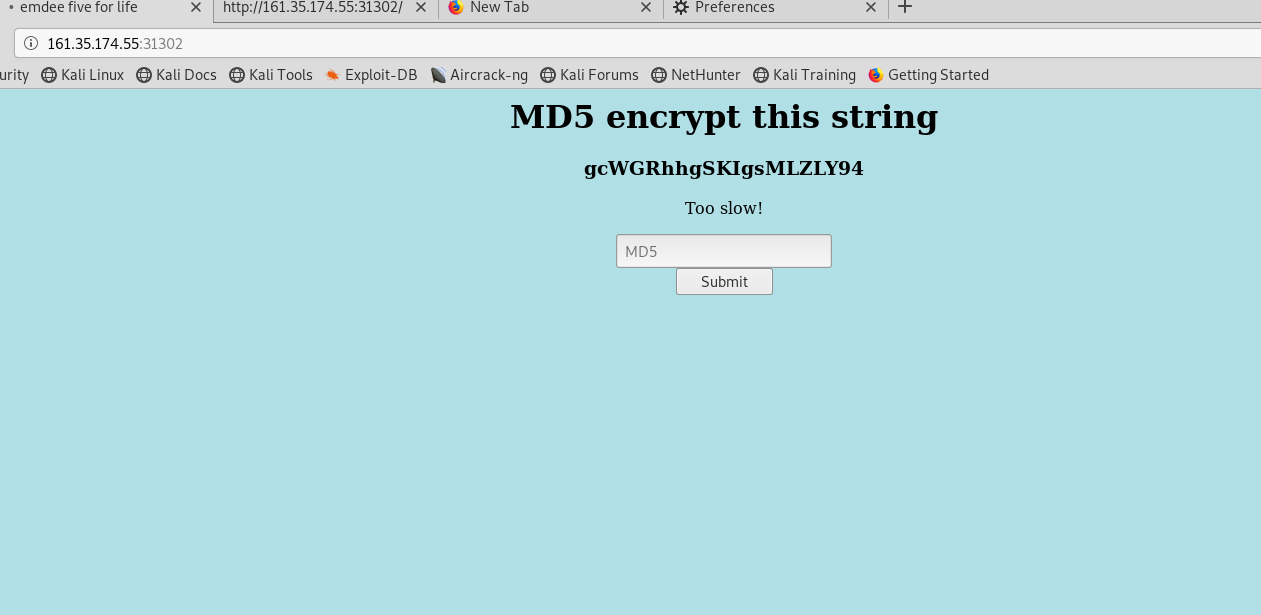 emdee five for life http://161.35.174.55:31302/ New Tab Preferences
161.35.174.55:31302
urity Kali Linux Kali Docs Kali Tools Exploit-DB Aircrack-ng Kali Forums NetHunter Kali Training Getting Started
MD5 encrypt this string
gcWGRhhgSKIgsMLZLY94
Too slow!
MD5
Submit